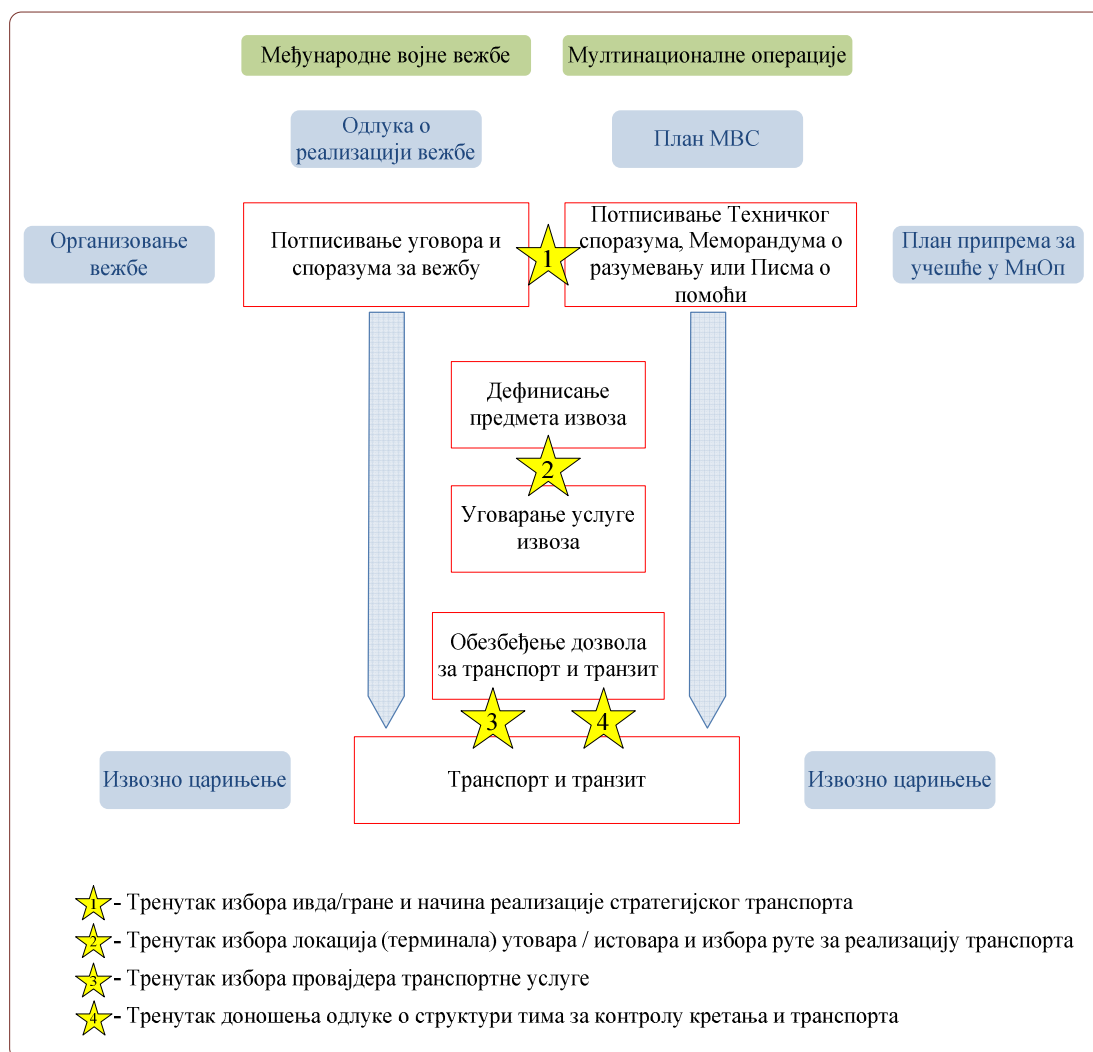 Међународне војне вежбе
Мултинационалне операције
Одлука о
реализацији вежбе
План МВС
Организовање
вежбе
Потписивање уговора и
споразума за вежбу
1
Потписивање Техничког
споразума, Меморандума о
разумевању или Писма о
помоћи
План припрема за
учешће у МнОп
Дефинисање
предмета извоза
2
Уговарање услуге
извоза
Обезбеђење дозвола
за транспорт и транзит
3
4
Извозно царињење
Транспорт и транзит
Извозно царињење
1 - Тренутак избора ивда/гране и начина реализације стратегијског транспорта
2 - Тренутак избора локација (терминала) утовара / истовара и избора руте за реализацију транспорта
3 - Тренутак избора провајдера транспортне услуге
4 - Тренутак доношења одлуке о структури тима за контролу кретања и транспорта